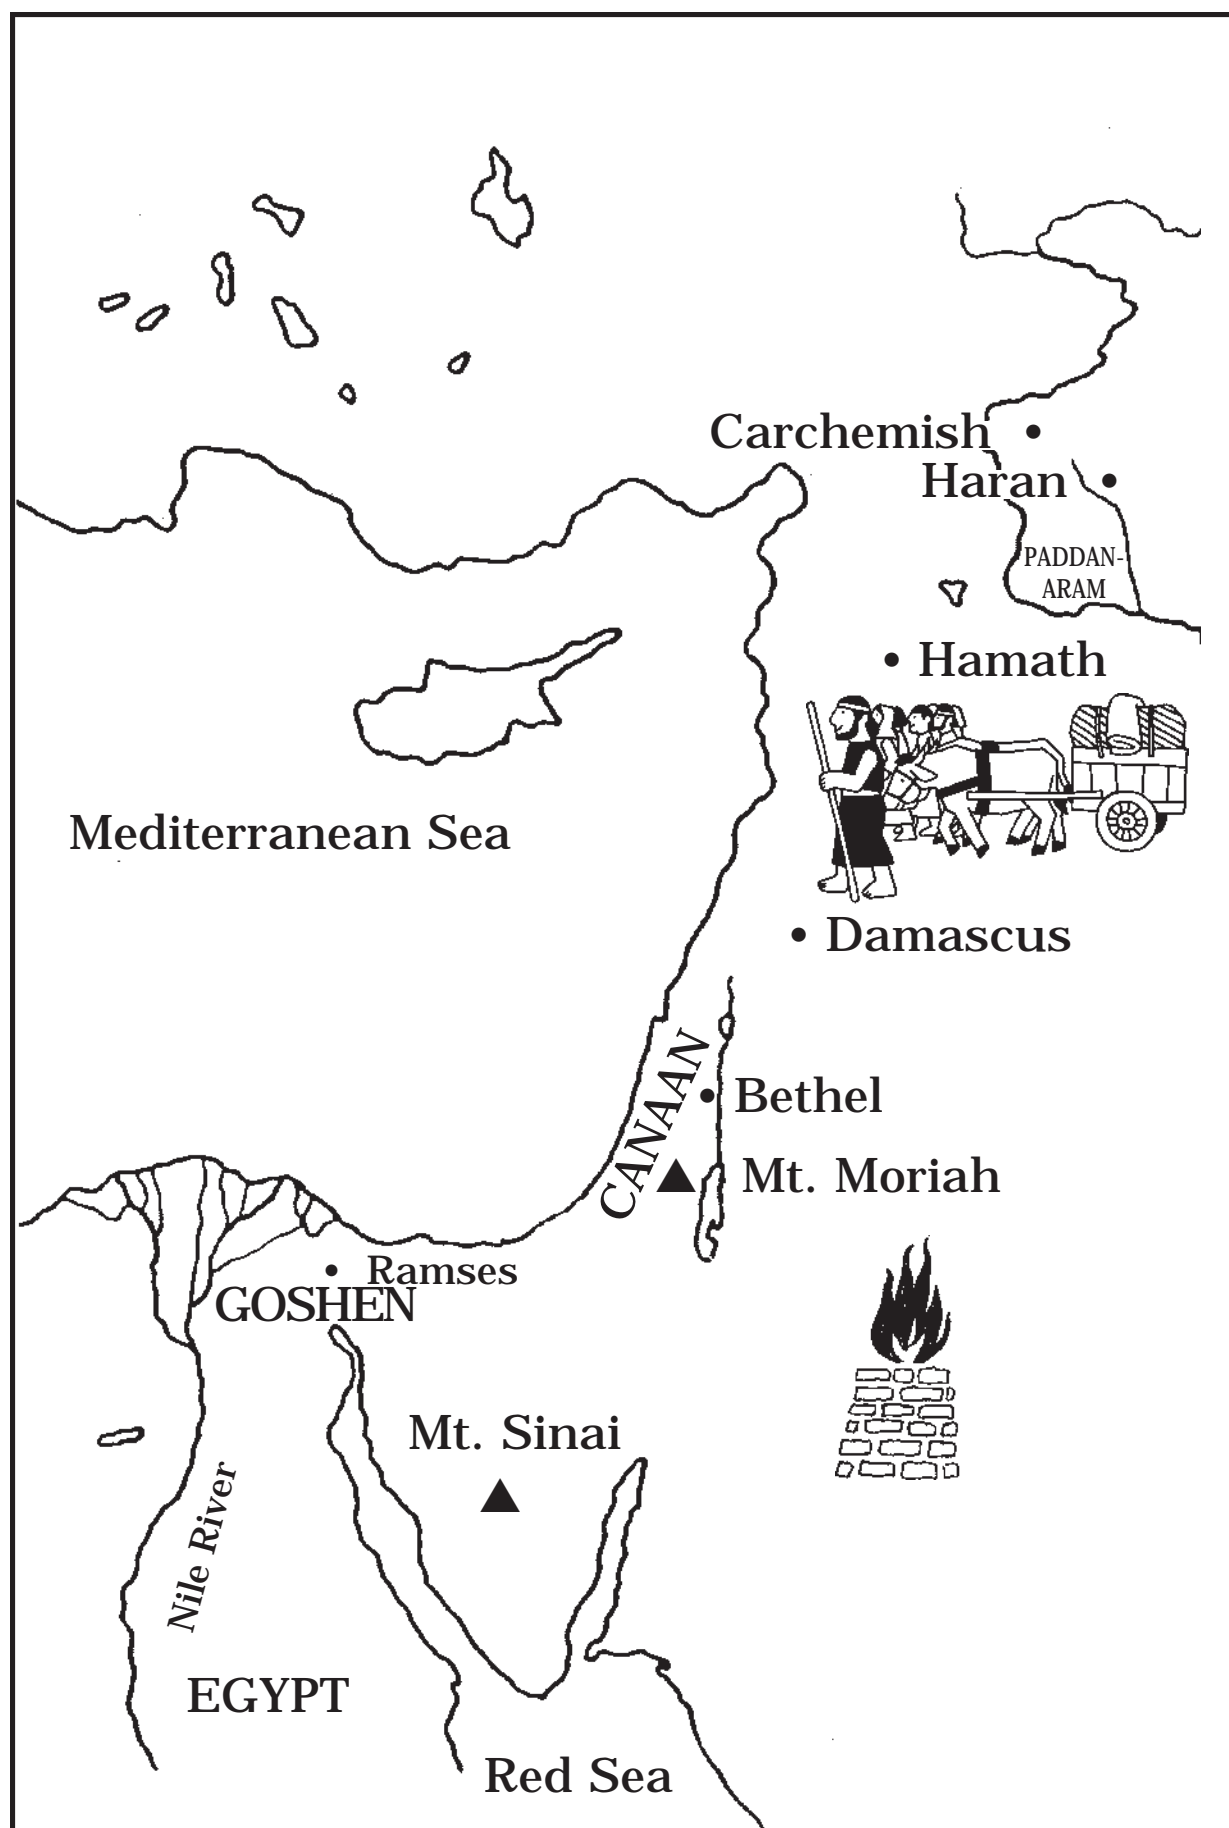 Carchemish
Haran
PADDAN-
ARAM
Hamath
Mediterranean Sea
Damascus
CANAAN
Bethel
Mt. Moriah
Ramses
GOSHEN
Mt. Sinai
Nile River
EGYPT
Red Sea